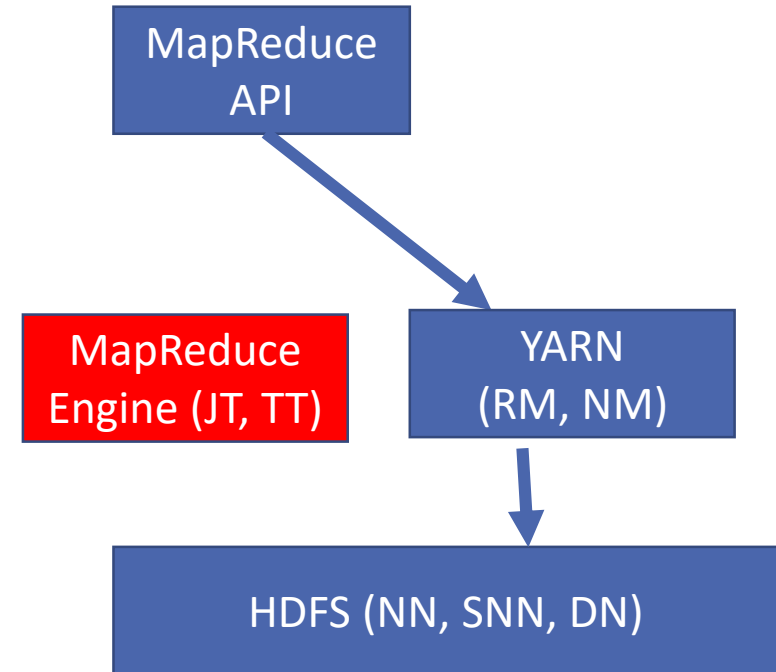 MapReduce
API
MapReduce
Engine (JT, TT)
YARN
(RM, NM)
HDFS (NN, SNN, DN)